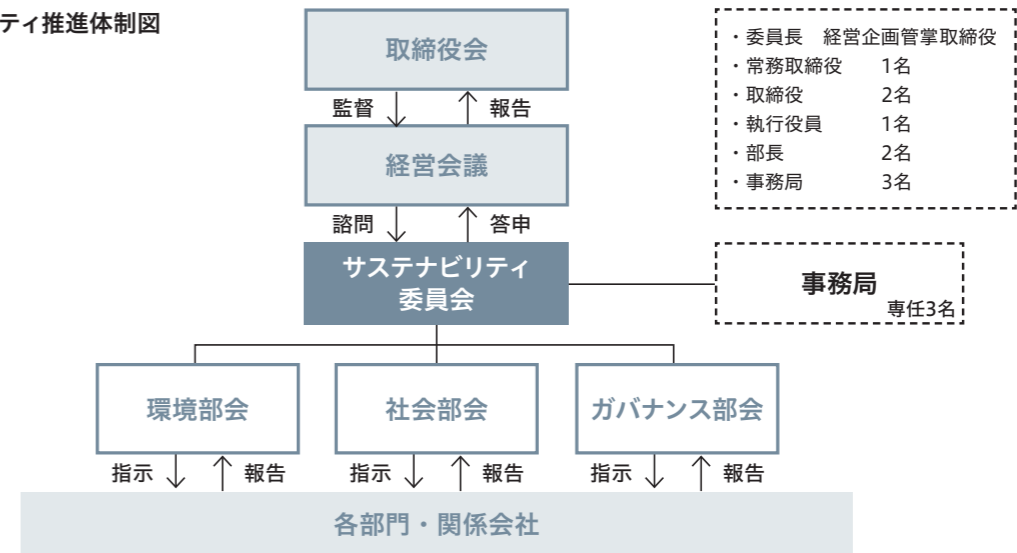 ティ推進体制図
取締役会
監督 報告
経営会議
諮問 答申
サステナビリティ
委員会
・委員長 経営企画管掌取締役
・常務取締役 1名
・取締役 2名
・執行役員 1名
・部長 2名
・事務局 3名
事務局
専任3名
環境部会 社会部会 ガバナンス部会
指示 報告 指示 報告 指示 報告
各部門・関係会社